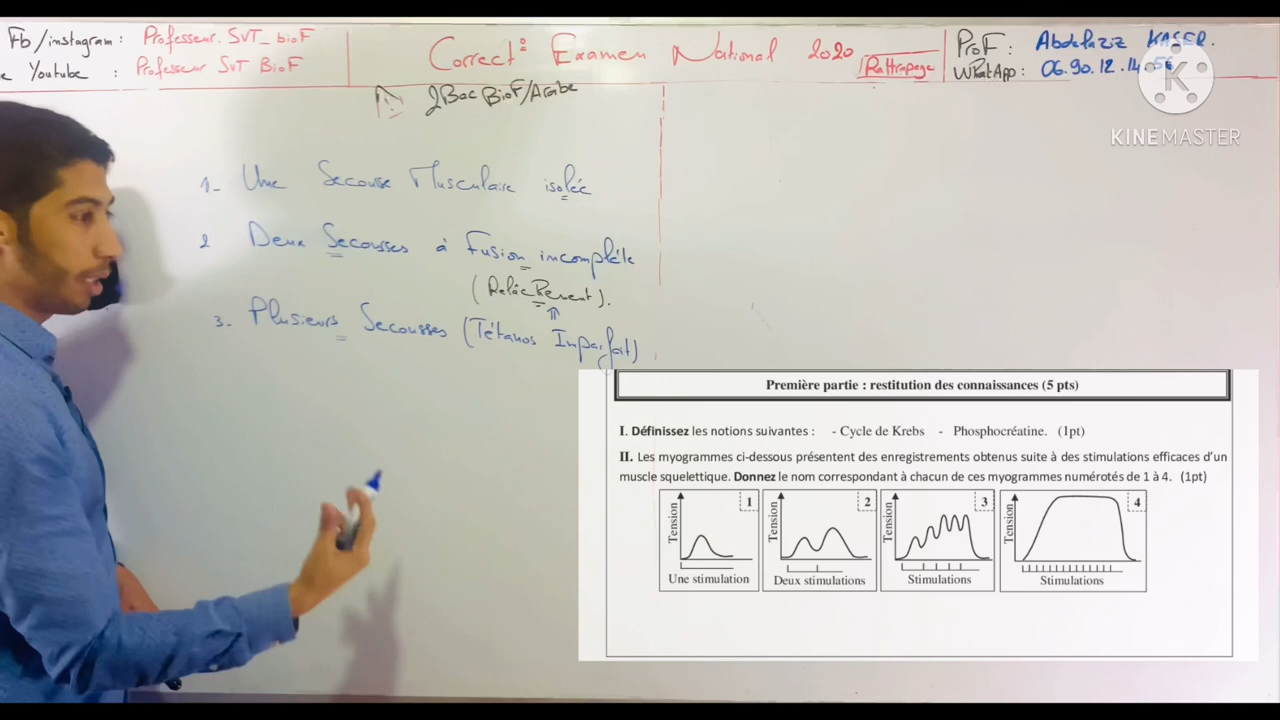 Fb/instagram: Professeur.SVT_bioF
e Youtube : Professeur SVT BioF
Correct° Examen National 2020
Rattrapage
Prof: Abdelaziz KASER.
WhatApp: 06.90.12.14.56
K
KINEMASTER
2Bac BioF/Arabe
1- Une Secouse Musculaire isolée
2 Deux Secousses à Fusion incomplète
(Relâchement).
3. Plusieurs Secousses (Tétanos Imparfait)
Première partie : restitution des connaissances (5 pts)
I. Définissez les notions suivantes : - Cycle de Krebs - Phosphocréatine. (1pt)
II. Les myogrammes ci-dessous présentent des enregistrements obtenus suite à des stimulations efficaces d'un
muscle squelettique. Donnez le nom correspondant à chacun de ces myogrammes numérotés de 1 à 4. (1pt)
Tension 1 Tension 2 Tension 3 Tension 4
Une stimulation Deux stimulations Stimulations Stimulations